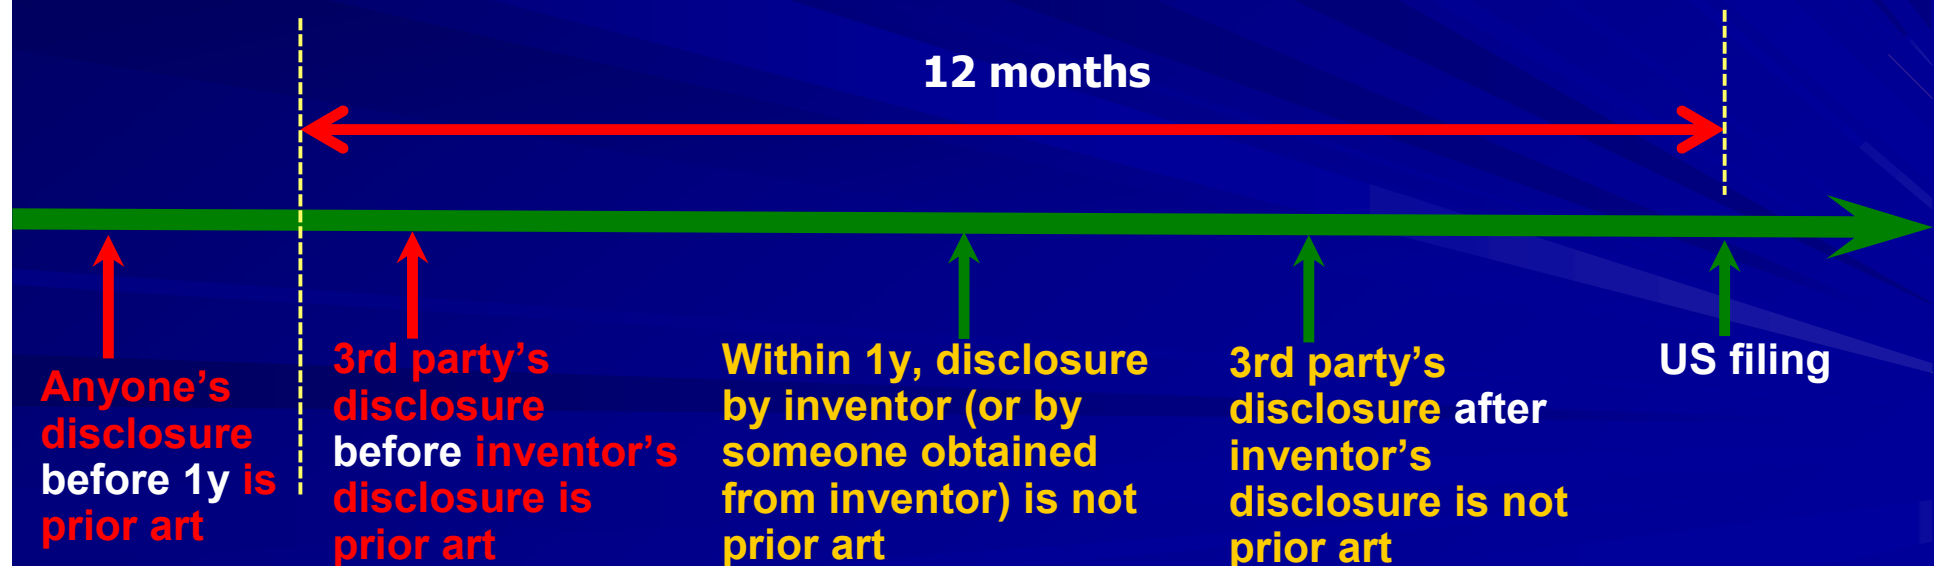 12 months
Anyone's
disclosure
before 1y is
prior art
3rd party’s
disclosure
before inventor’s
disclosure is
prior art
Within 1y, disclosure
by inventor (or by
someone obtained
from inventor) is not
prior art
3rd party’s
disclosure after
inventor’s
disclosure is not
prior art
US filing